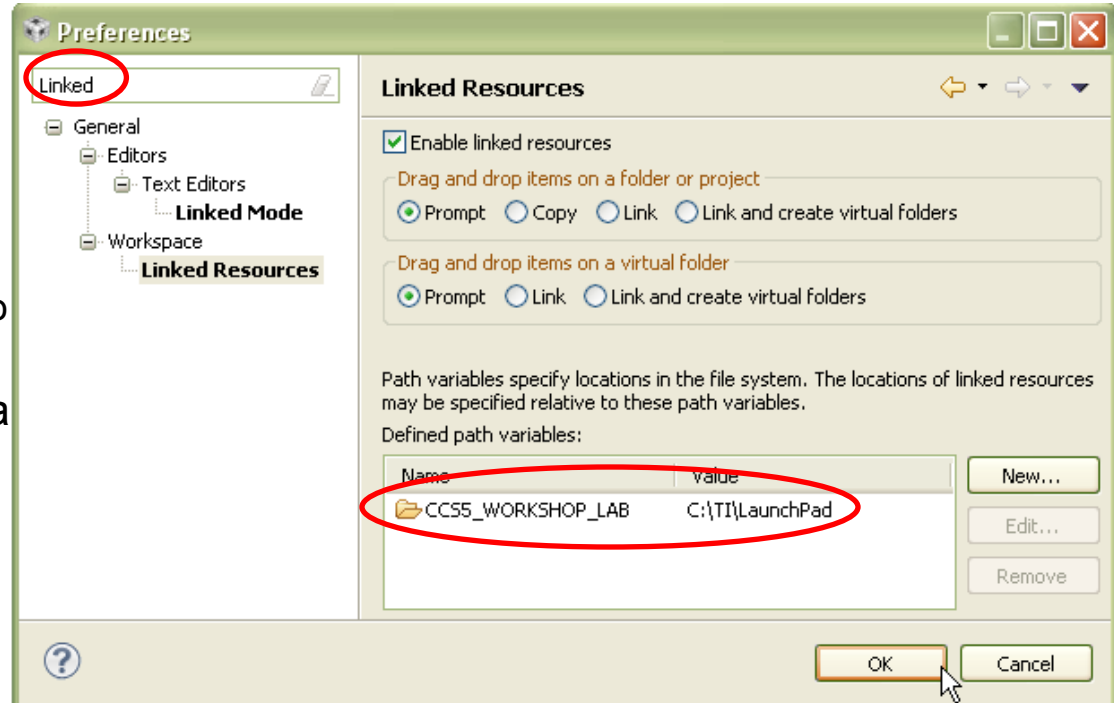 Preferences
Linked
General
Editors
Text Editors
Linked Mode
Workspace
Linked Resources
o
a
Linked Resources
Enable linked resources
Drag and drop items on a folder or project
Prompt Copy Link Link and create virtual folders
Drag and drop items on a virtual folder
Prompt Link Link and create virtual folders
Path variables specify locations in the file system. The locations of linked resources
may be specified relative to these path variables.
Defined path variables:
Name Value
CCS5_WORKSHOP_LAB C:\TI\LaunchPad
New...
Edit...
Remove
?
OK Cancel